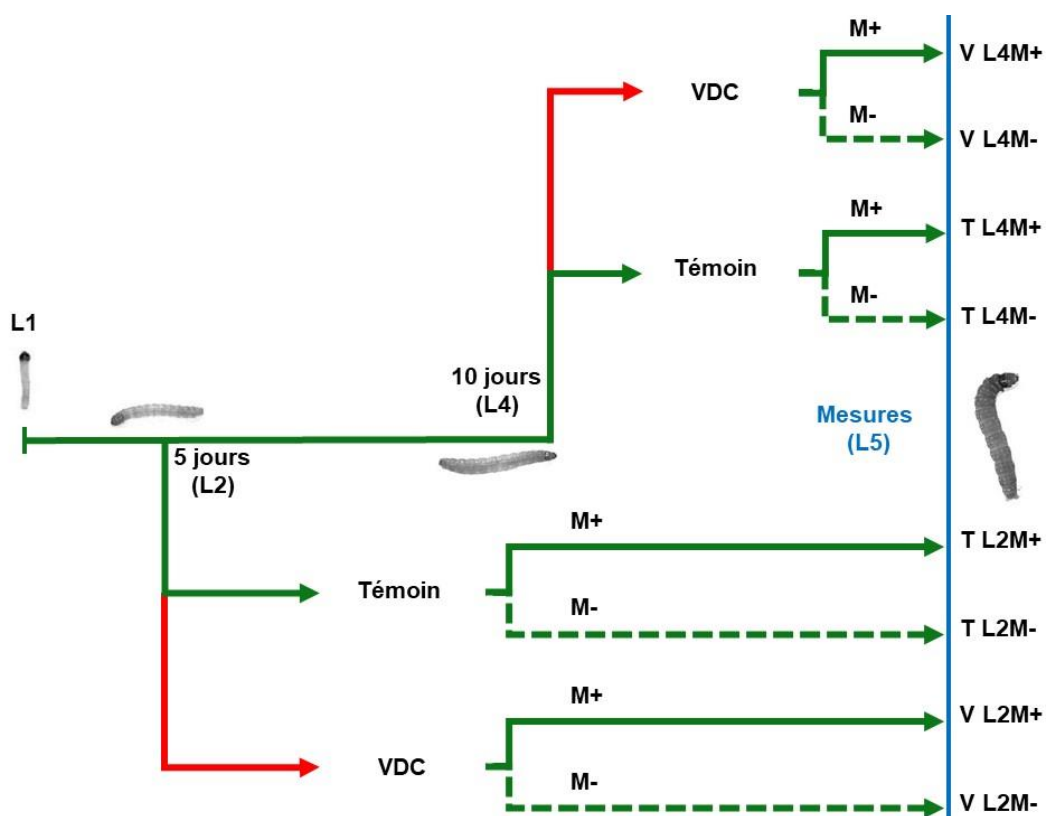 M+
V L4M+
VDC
M-
V L4M-
M+
T L4M+
Témoin
M-
T L4M-
L1
10 jours
(L4)
Mesures
(L5)
5 jours
(L2)
M+
T L2M+
Témoin
M-
T L2M-
M+
V L2M+
VDC
M-
V L2M-